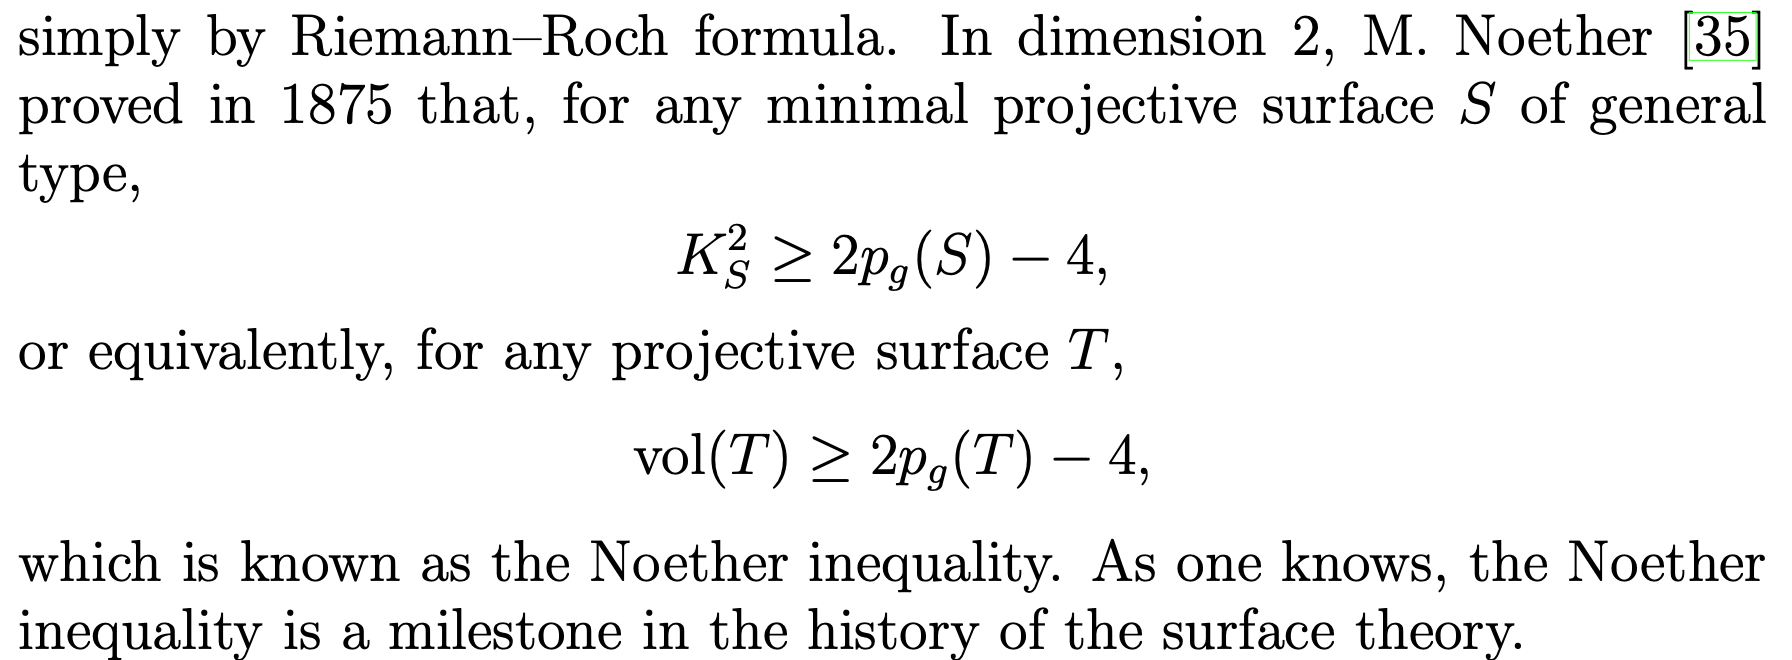 simply by Riemann–Roch formula. In dimension 2, M. Noether [35]
proved in 1875 that, for any minimal projective surface S of general
type,
K_S^2 ≥ 2p_g(S) − 4,
or equivalently, for any projective surface T,
vol(T) ≥ 2p_g(T) − 4,
which is known as the Noether inequality. As one knows, the Noether
inequality is a milestone in the history of the surface theory.